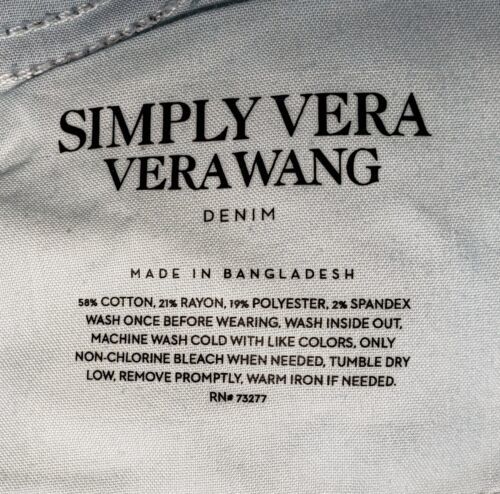 SIMPLY VERA
VERA WANG
DENIM
MADE IN BANGLADESH
58% COTTON, 21% RAYON, 19% POLYESTER, 2% SPANDEX
WASH ONCE BEFORE WEARING, WASH INSIDE OUT,
MACHINE WASH COLD WITH LIKE COLORS, ONLY
NON-CHLORINE BLEACH WHEN NEEDED, TUMBLE DRY
LOW, REMOVE PROMPTLY, WARM IRON IF NEEDED.
RN# 73277